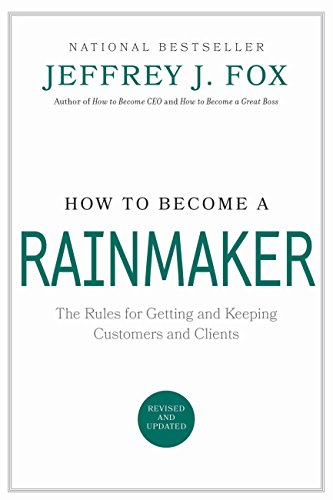 NATIONAL BESTSELLER
JEFFREY J. FOX
Author of How to Become CEO and How to Become a Great Boss
HOW TO BECOME A
RAINMAKER
The Rules for Getting and Keeping
Customers and Clients
REVISED
AND
UPDATED